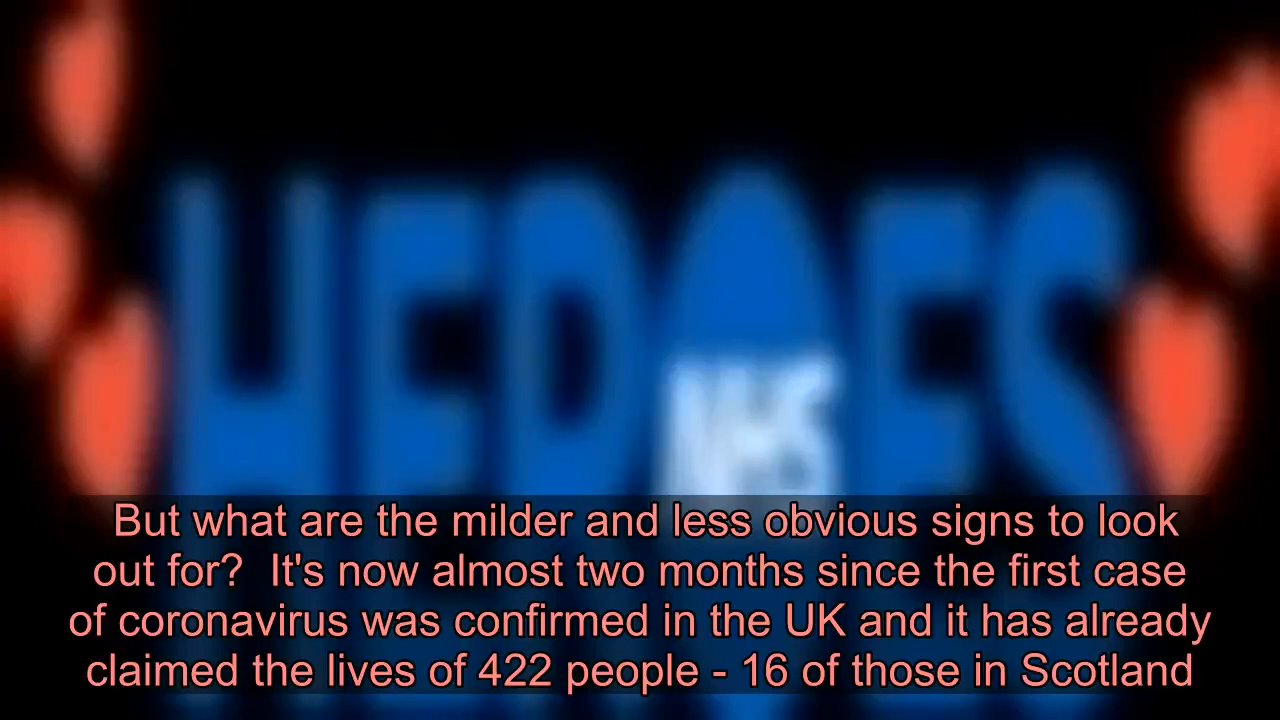 HEROES
NHS
But what are the milder and less obvious signs to look
out for?  It's now almost two months since the first case
of coronavirus was confirmed in the UK and it has already
claimed the lives of 422 people - 16 of those in Scotland